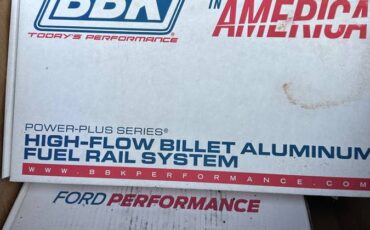 BBK
IN AMERICA
TODAY'S PERFORMANCE®
POWER-PLUS SERIES®
HIGH-FLOW BILLET ALUMINUM
FUEL RAIL SYSTEM
WWW.BBKPERFORMANCE.COM
FORD PERFORMANCE